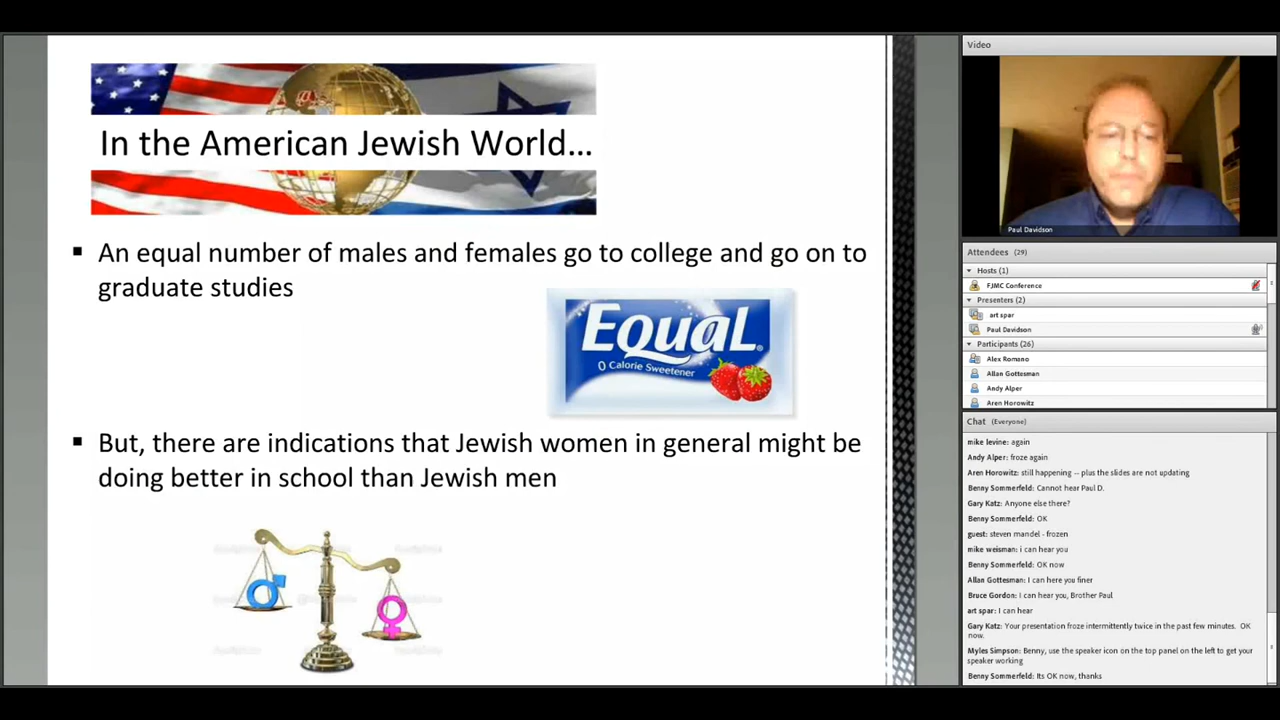 In the American Jewish World...
▪ An equal number of males and females go to college and go on to
graduate studies
EQuaL®
0 Calorie Sweetener
▪ But, there are indications that Jewish women in general might be
doing better in school than Jewish men
Video
Paul Davidson
Attendees (29)
Hosts (1)
FJMC Conference
Presenters (2)
art spar
Paul Davidson
Participants (26)
Alex Romano
Allan Gottesman
Andy Alper
Aren Horowitz
Chat (Everyone)
mike levine: again
Andy Alper: froze again
Aren Horowitz: still happening -- plus the slides are not updating
Benny Sommerfeld: Cannot hear Paul D.
Gary Katz: Anyone else there?
Benny Sommerfeld: OK
guest: steven mandel - frozen
mike weisman: i can hear you
Benny Sommerfeld: OK now
Allan Gottesman: I can here you finer
Bruce Gordon: I can hear you, Brother Paul
art spar: I can hear
Gary Katz: Your presentation froze intermittently twice in the past few minutes. OK
now.
Myles Simpson: Benny, use the speaker icon on the top panel on the left to get your
speaker working
Benny Sommerfeld: Its OK now, thanks